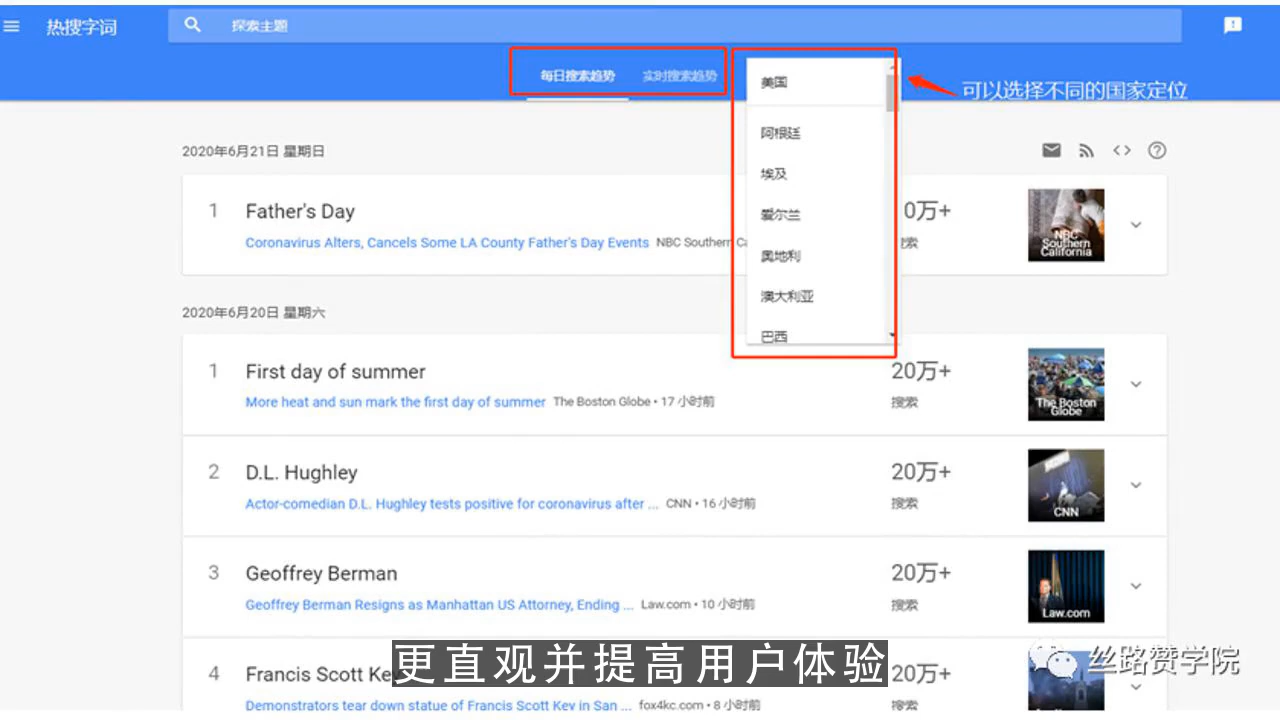 热搜字词
探索主题
每日搜索趋势
实时搜索趋势
美国
阿根廷
埃及
爱尔兰
奥地利
澳大利亚
巴西
可以选择不同的国家定位
2020年6月21日 星期日
1 Father's Day 0万+
Coronavirus Alters, Cancels Some LA County Father's Day Events NBC Southern Ca 搜索
NBC Southern California
2020年6月20日 星期六
1 First day of summer 20万+
More heat and sun mark the first day of summer The Boston Globe • 17 小时前 搜索
The Boston Globe
2 D.L. Hughley 20万+
Actor-comedian D.L. Hughley tests positive for coronavirus after ... CNN • 16 小时前 搜索
CNN
3 Geoffrey Berman 20万+
Geoffrey Berman Resigns as Manhattan US Attorney, Ending ... Law.com • 10 小时前 搜索
Law.com
4 Francis Scott Key 20万+
Demonstrators tear down statue of Francis Scott Key in San ... fox4kc.com • 8 小时前 搜索
更直观并提高用户体验
丝路赞学院